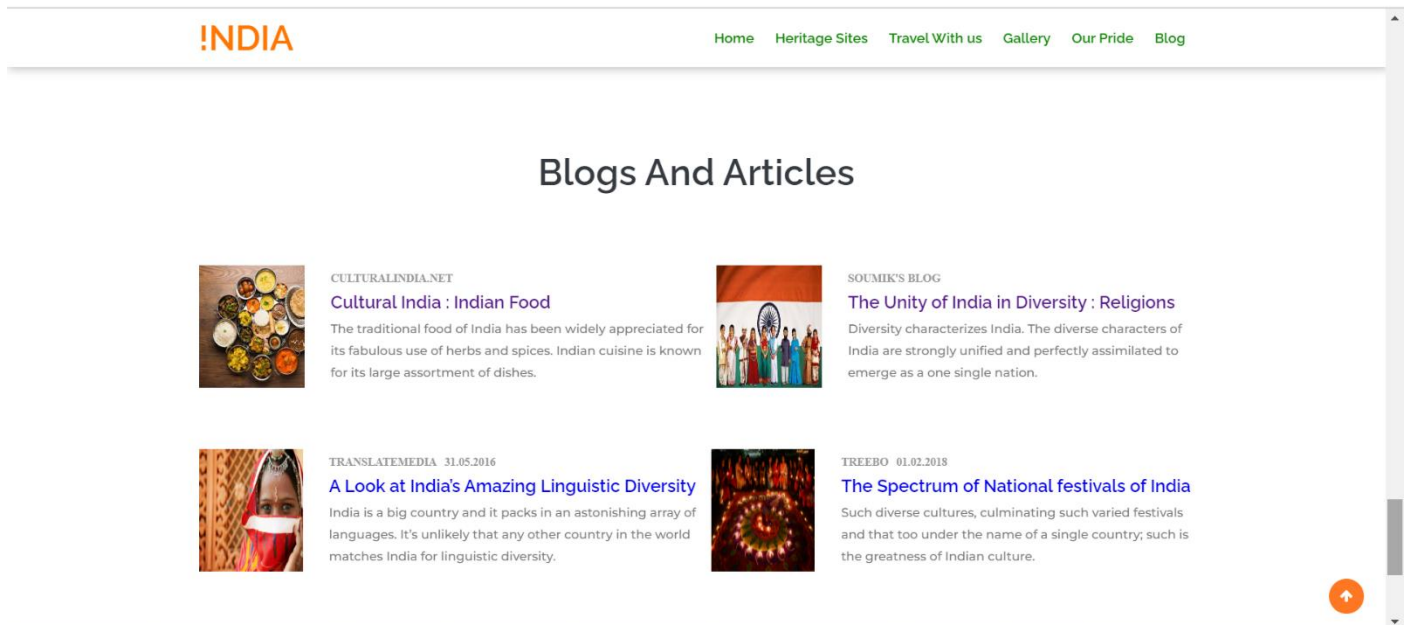 !NDIA
Home Heritage Sites Travel With us Gallery Our Pride Blog
Blogs And Articles
CULTURALINDIA.NET
Cultural India : Indian Food
The traditional food of India has been widely appreciated for
its fabulous use of herbs and spices. Indian cuisine is known
for its large assortment of dishes.
SOUMIK'S BLOG
The Unity of India in Diversity : Religions
Diversity characterizes India. The diverse characters of
India are strongly unified and perfectly assimilated to
emerge as a one single nation.
TRANSLATEMEDIA 31.05.2016
A Look at India’s Amazing Linguistic Diversity
India is a big country and it packs in an astonishing array of
languages. It’s unlikely that any other country in the world
matches India for linguistic diversity.
TREEBO 01.02.2018
The Spectrum of National festivals of India
Such diverse cultures, culminating such varied festivals
and that too under the name of a single country; such is
the greatness of Indian culture.